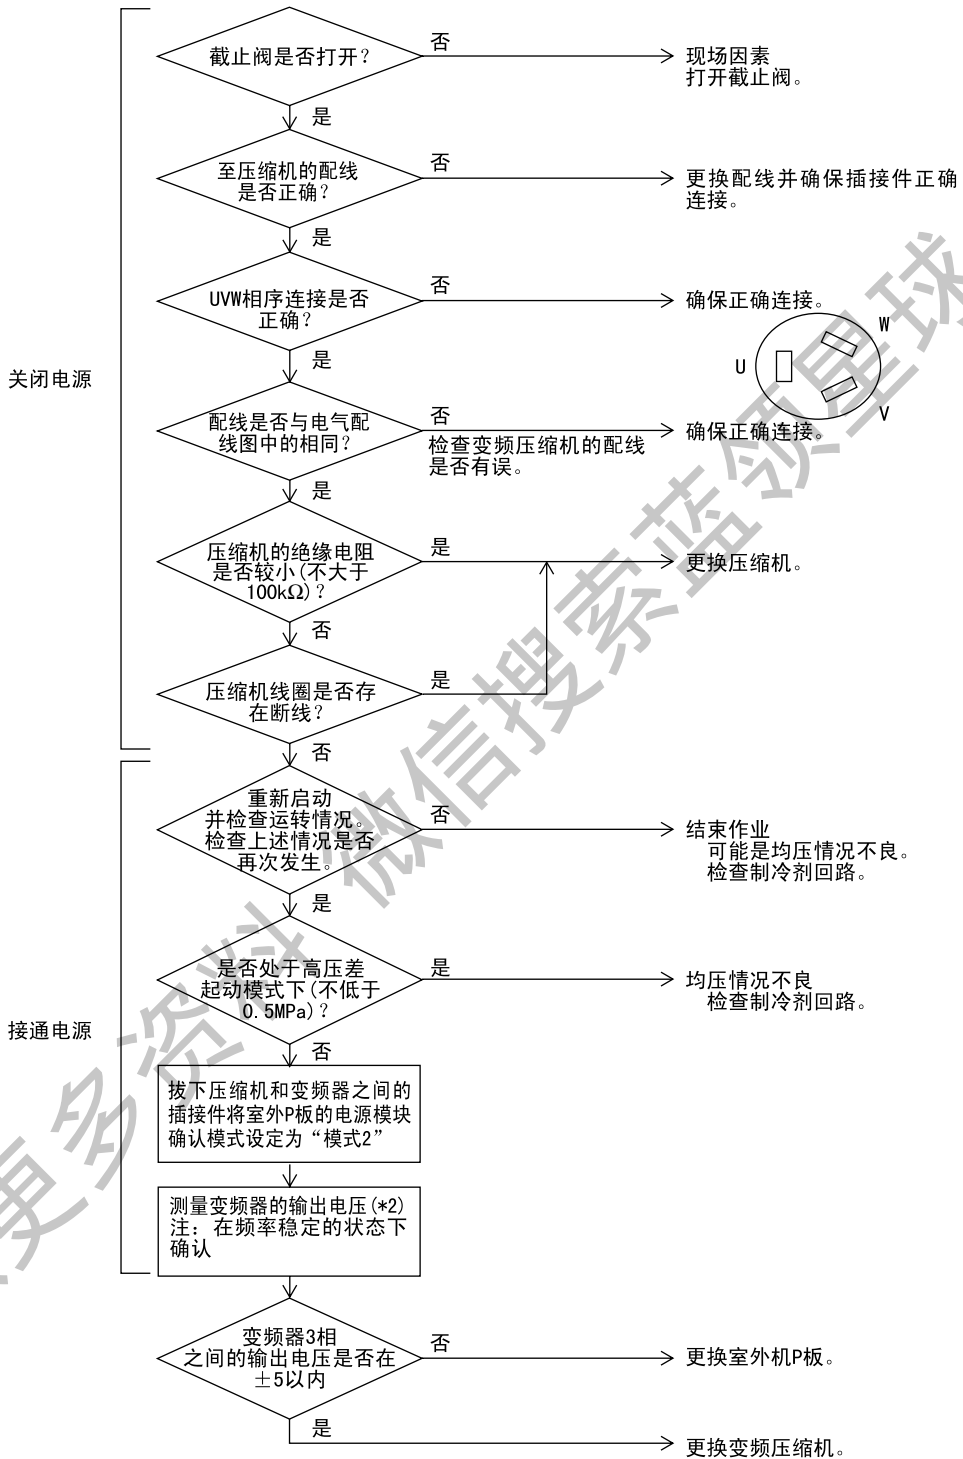 截止阀是否打开？
否
现场因素
打开截止阀。
是
至压缩机的配线
是否正确？
否
更换配线并确保插接件正确
连接。
是
UVW相序连接是否
正确？
否
确保正确连接。
U
W
V
是
关闭电源
配线是否与电气配
线图中的相同？
否
检查变频压缩机的配线
是否有误。
确保正确连接。
是
压缩机的绝缘电阻
是否较小(不大于
100kΩ)？
是
更换压缩机。
否
压缩机线圈是否存
在断线？
是
否
重新启动
并检查运转情况。
检查上述情况是否
再次发生。
否
结束作业
可能是均压情况不良。
检查制冷剂回路。
是
是否处于高压差
起动模式下(不低于
0.5MPa)？
是
均压情况不良
检查制冷剂回路。
接通电源
否
拔下压缩机和变频器之间的
插接件将室外P板的电源模块
确认模式设定为“模式2”
测量变频器的输出电压(*2)
注：在频率稳定的状态下
确认
变频器3相
之间的输出电压是否在
±5以内
否
更换室外机P板。
是
更换变频压缩机。
更多资料 微信搜索蓝领星球